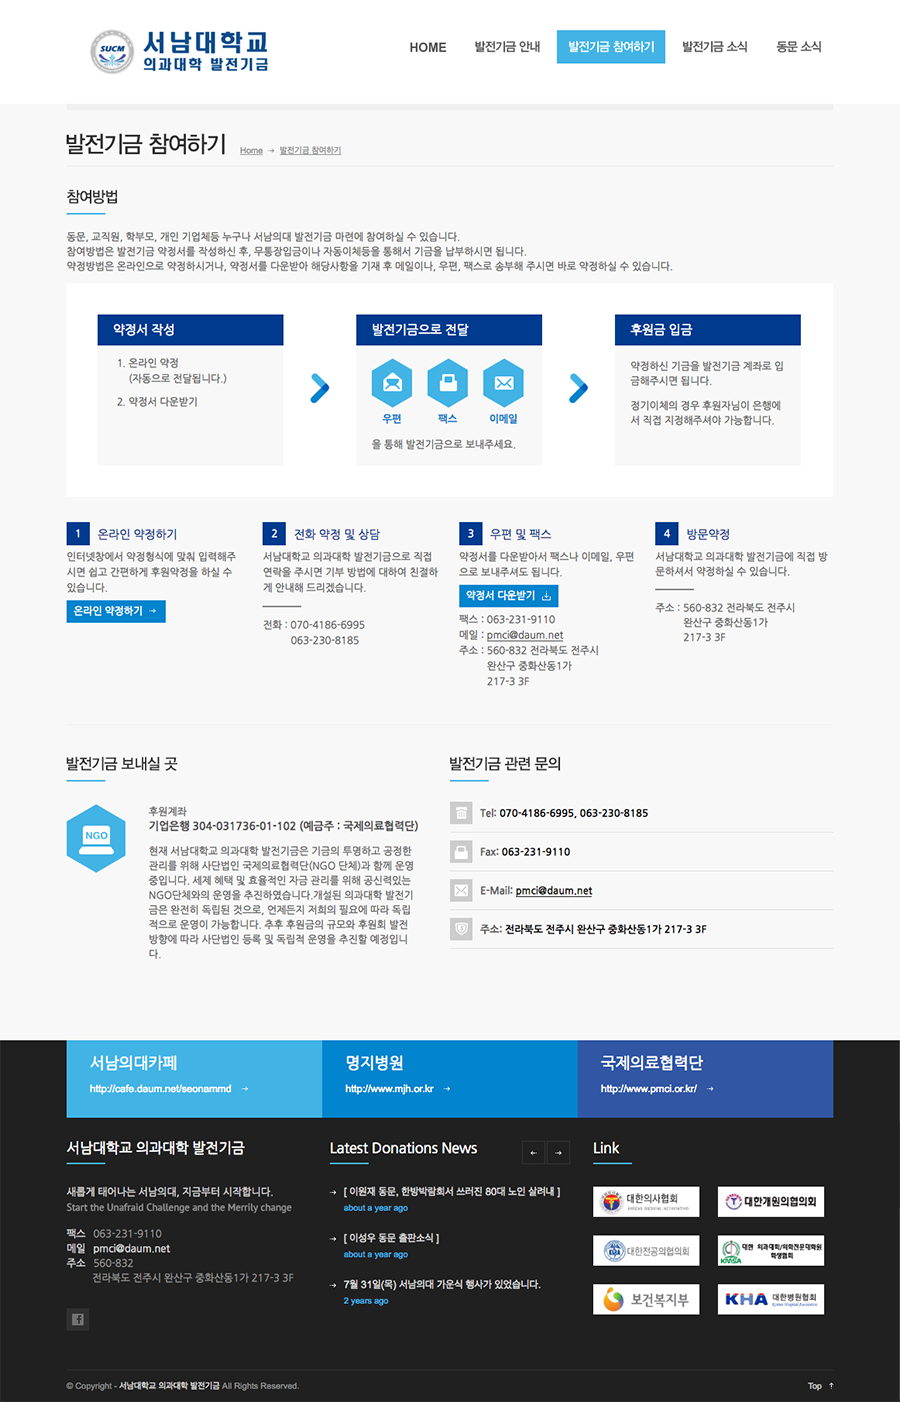 SUCM
서남대학교
의과대학 발전기금
HOME
발전기금 안내
발전기금 참여하기
발전기금 소식
동문 소식
발전기금 참여하기
Home → 발전기금 참여하기
참여방법
동문, 교직원, 학부모, 개인 기업체등 누구나 서남의대 발전기금 마련에 참여하실 수 있습니다.
참여방법은 발전기금 약정서를 작성하신 후, 무통장입금이나 자동이체등을 통해서 기금을 납부하시면 됩니다.
약정방법은 온라인으로 약정하시거나, 약정서를 다운받아 해당사항을 기재 후 메일이나, 우편, 팩스로 송부해 주시면 바로 약정하실 수 있습니다.
약정서 작성
1. 온라인 약정
(자동으로 전달됩니다.)
2. 약정서 다운받기
발전기금으로 전달
우편
팩스
이메일
을 통해 발전기금으로 보내주세요.
후원금 입금
약정하신 기금을 발전기금 계좌로 입
금해주시면 됩니다.
정기이체의 경우 후원자님이 은행에
서 직접 지정해주셔야 가능합니다.
1 온라인 약정하기
인터넷창에서 약정형식에 맞춰 입력해주
시면 쉽고 간편하게 후원약정을 하실 수
있습니다.
온라인 약정하기 →
2 전화 약정 및 상담
서남대학교 의과대학 발전기금으로 직접
연락을 주시면 기부 방법에 대하여 친절하
게 안내해 드리겠습니다.
전화 : 070-4186-6995
063-230-8185
3 우편 및 팩스
약정서를 다운받아서 팩스나 이메일, 우편
으로 보내주셔도 됩니다.
약정서 다운받기
팩스 : 063-231-9110
메일 : pmci@daum.net
주소 : 560-832 전라북도 전주시
완산구 중화산동1가
217-3 3F
4 방문약정
서남대학교 의과대학 발전기금에 직접 방
문하셔서 약정하실 수 있습니다.
주소 : 560-832 전라북도 전주시
완산구 중화산동1가
217-3 3F
발전기금 보내실 곳
NGO
후원계좌
기업은행 304-031736-01-102 (예금주 : 국제의료협력단)
현재 서남대학교 의과대학 발전기금은 기금의 투명하고 공정한
관리를 위해 사단법인 국제의료협력단(NGO 단체)과 함께 운영
중입니다. 세제 혜택 및 효율적인 자금 관리를 위해 공신력있는
NGO단체와의 운영을 추진하였습니다.개설된 의과대학 발전기
금은 완전히 독립된 것으로, 언제든지 저희의 필요에 따라 독립
적으로 운영이 가능합니다. 추후 후원금의 규모와 후원회 발전
방향에 따라 사단법인 등록 및 독립적 운영을 추진할 예정입니
다.
발전기금 관련 문의
Tel: 070-4186-6995, 063-230-8185
Fax: 063-231-9110
E-Mail: pmci@daum.net
주소: 전라북도 전주시 완산구 중화산동1가 217-3 3F
서남의대카페
http://cafe.daum.net/seonammd →
명지병원
http://www.mjh.or.kr →
국제의료협력단
http://www.pmci.or.kr/ →
서남대학교 의과대학 발전기금
새롭게 태어나는 서남의대, 지금부터 시작합니다.
Start the Unafraid Challenge and the Merrily change
팩스 063-231-9110
메일 pmci@daum.net
주소 560-832
전라북도 전주시 완산구 중화산동1가 217-3 3F
Latest Donations News
← →
→ [ 이원재 동문, 한방박람회서 쓰러진 80대 노인 살려내 ]
about a year ago
→ [ 이성우 동문 출판소식 ]
about a year ago
→ 7월 31일(목) 서남의대 가운식 행사가 있었습니다.
2 years ago
Link
대한의사협회
KOREAN MEDICAL ASSOCIATION
대한개원의협의회
대한전공의협의회
KMSA
대한 의과대학/의학전문대학원
학생협회
보건복지부
KHA 대한병원협회
Korean Hospital Association
© Copyright - 서남대학교 의과대학 발전기금 All Rights Reserved.
Top ↑